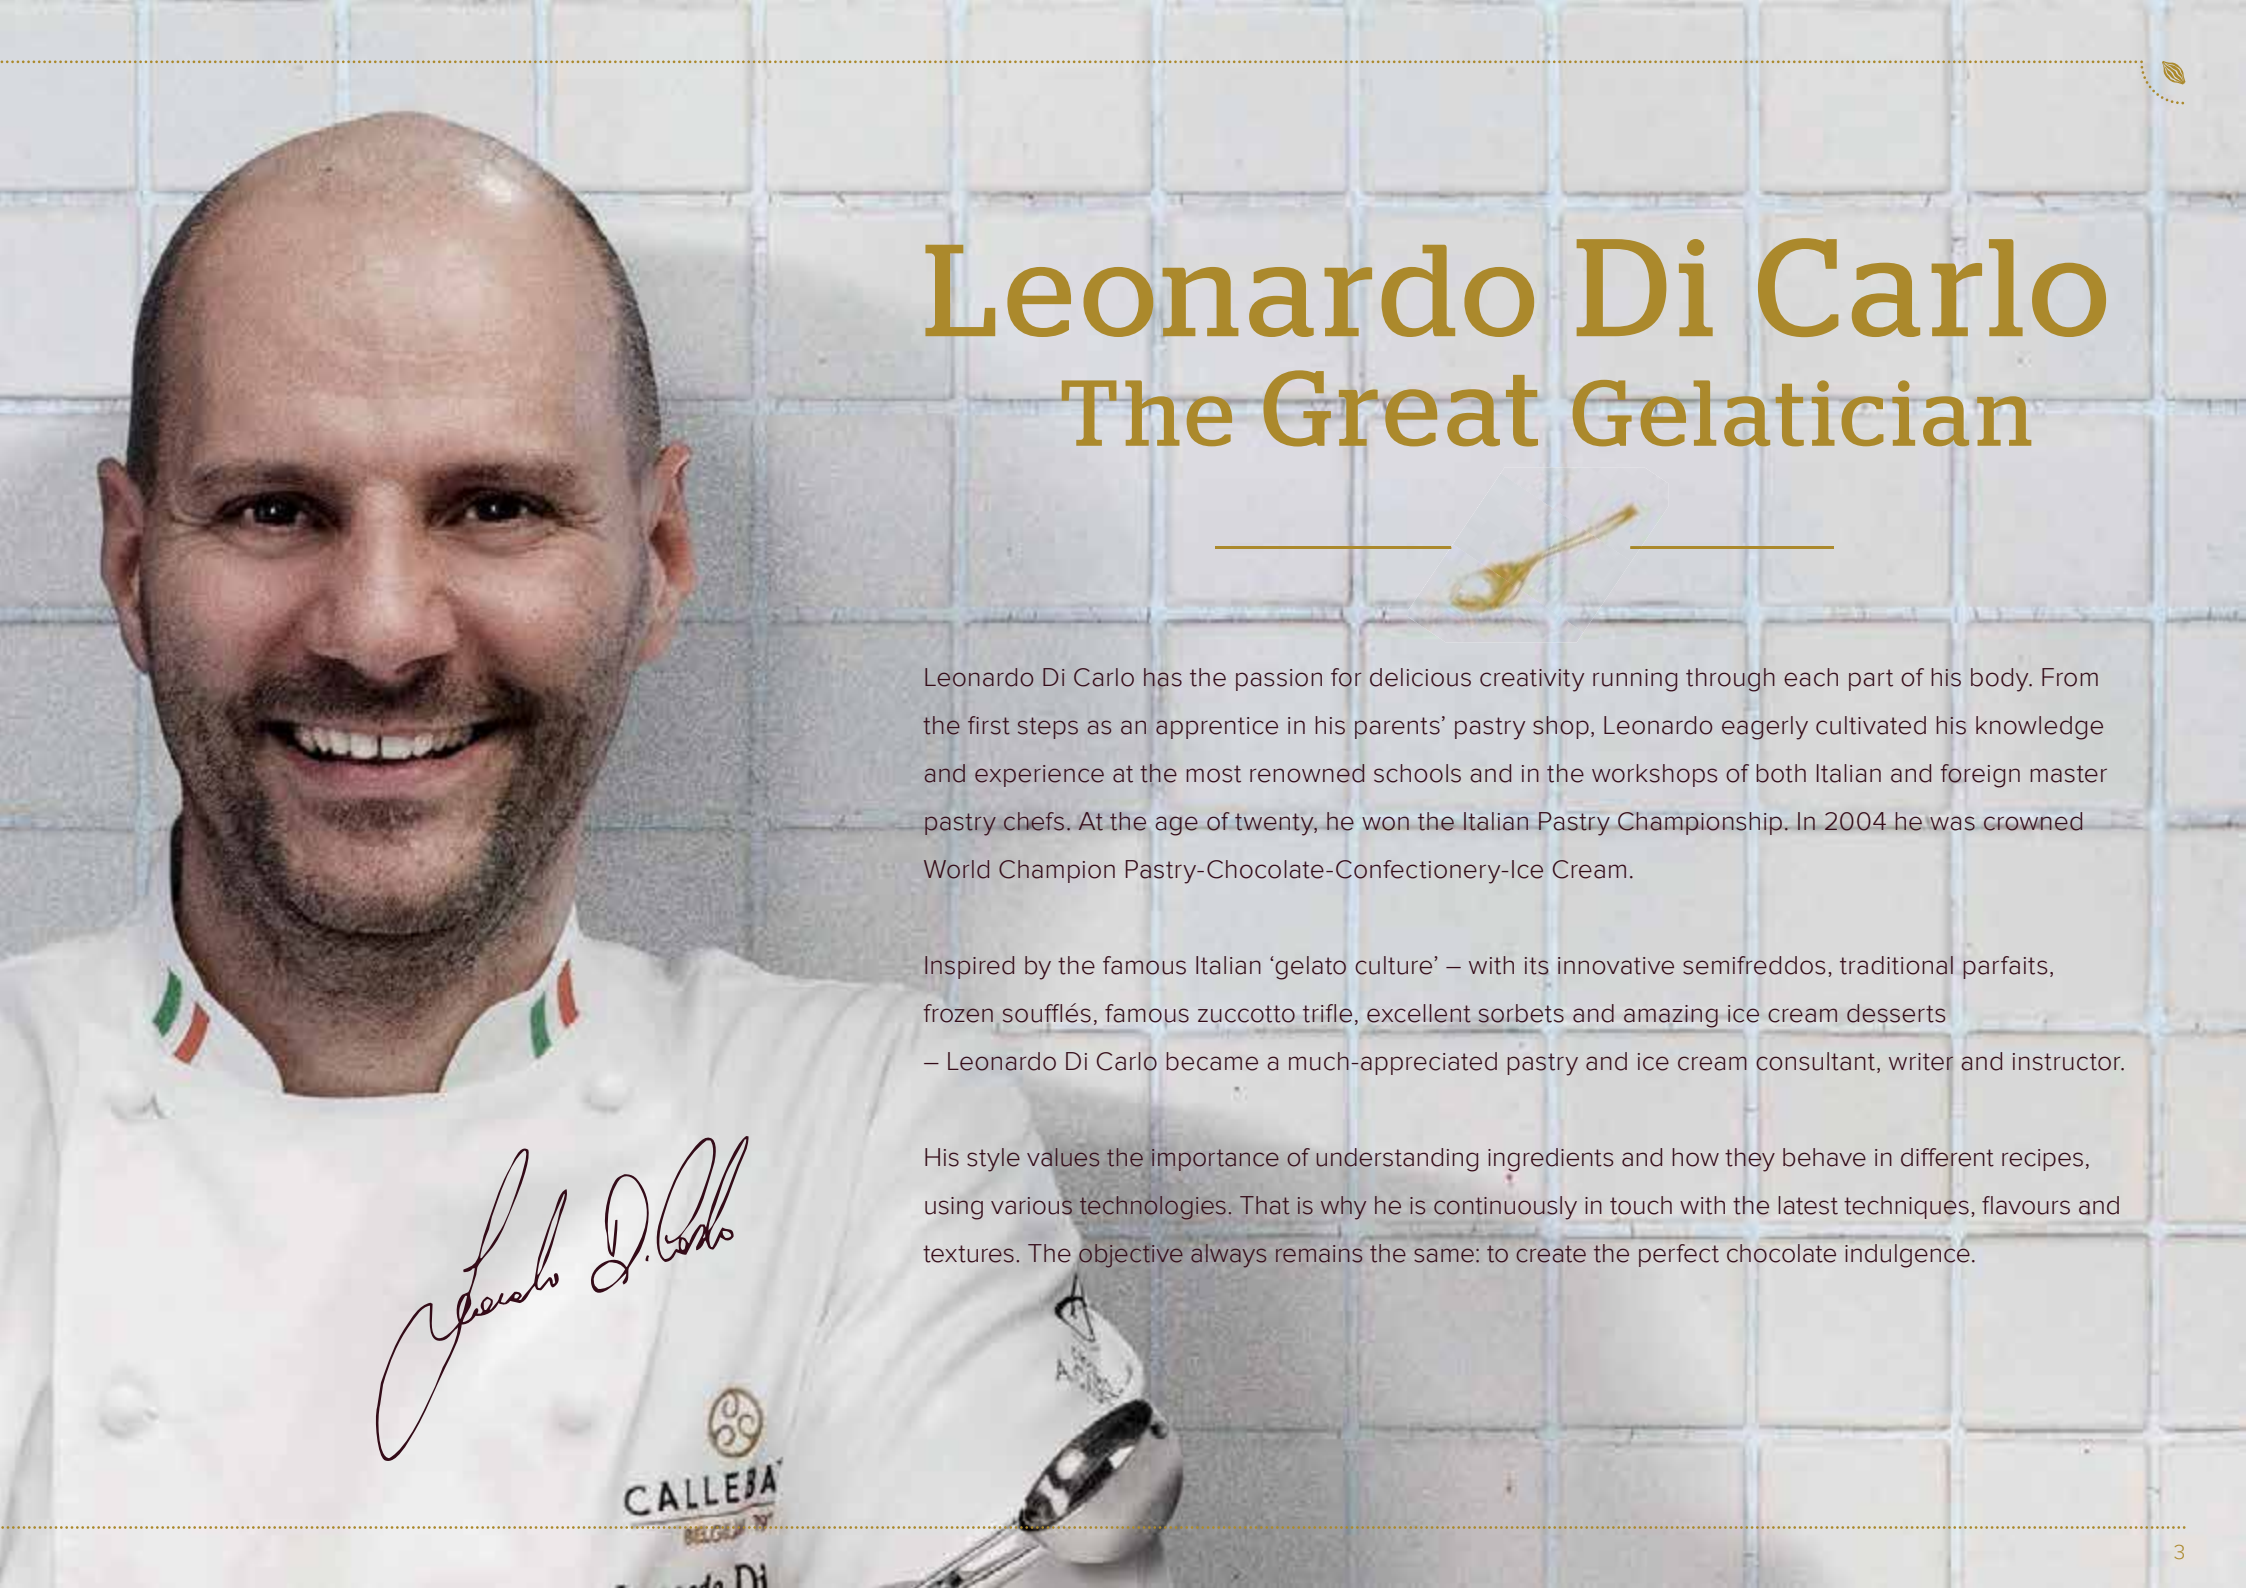 Leonardo Di Carlo
The Great Gelatician
Leonardo Di Carlo has the passion for delicious creativity running through each part of his body. From
the first steps as an apprentice in his parents’ pastry shop, Leonardo eagerly cultivated his knowledge
and experience at the most renowned schools and in the workshops of both Italian and foreign master
pastry chefs. At the age of twenty, he won the Italian Pastry Championship. In 2004 he was crowned
World Champion Pastry-Chocolate-Confectionery-Ice Cream.
Inspired by the famous Italian ‘gelato culture’ – with its innovative semifreddos, traditional parfaits,
frozen soufflés, famous zuccotto trifle, excellent sorbets and amazing ice cream desserts
– Leonardo Di Carlo became a much-appreciated pastry and ice cream consultant, writer and instructor.
His style values the importance of understanding ingredients and how they behave in different recipes,
using various technologies. That is why he is continuously in touch with the latest techniques, flavours and
textures. The objective always remains the same: to create the perfect chocolate indulgence.
Leonardo Di Carlo
CALLEBA
Di
3